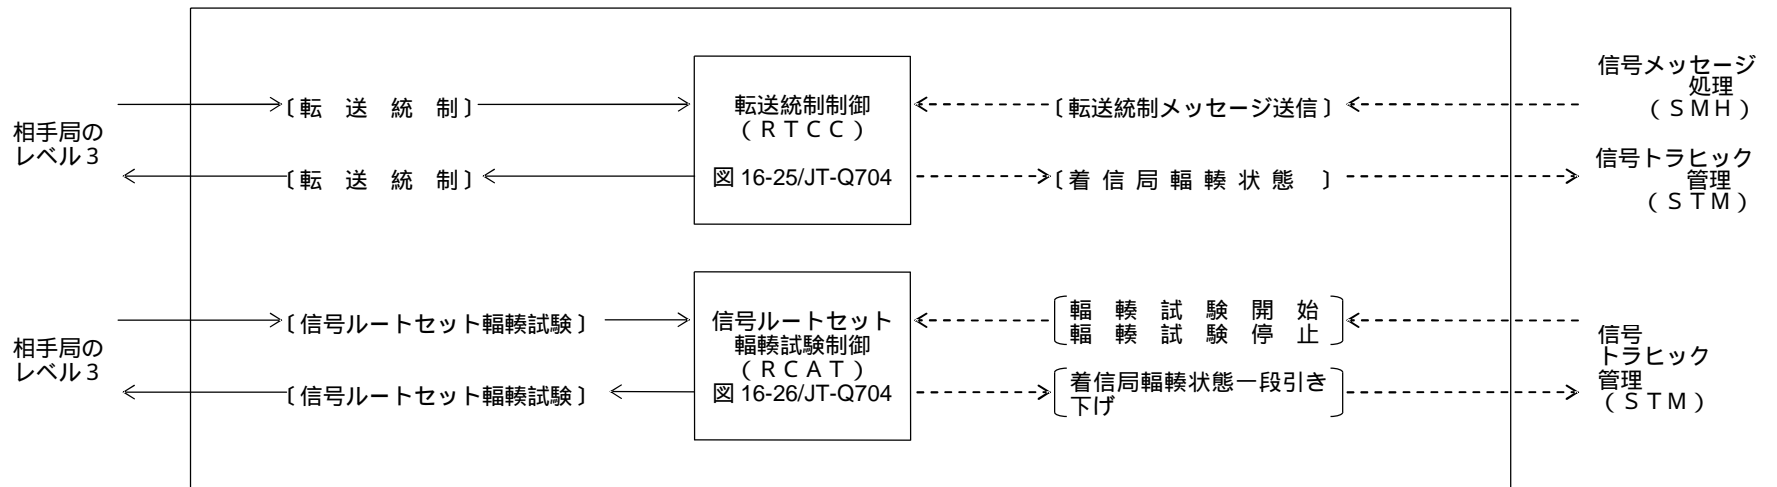 相手局の
レベル3
〔転 送 統 制〕
〔転 送 統 制〕
転送統制制御
(RTCC)
図 16-25/JT-Q704
〔転送統制メッセージ送信〕
〔着 信 局 輻 輳 状 態 〕
信号メッセージ
処理
(SMH)
信号トラヒック
管理
(STM)
相手局の
レベル3
〔信号ルートセット輻輳試験〕
〔信号ルートセット輻輳試験〕
信号ルートセット
輻輳試験制御
(RCAT)
図 16-26/JT-Q704
輻 輳 試 験 開 始
輻 輳 試 験 停 止
着信局輻輳状態一段引き
下げ
信号
トラヒック
管理
(STM)